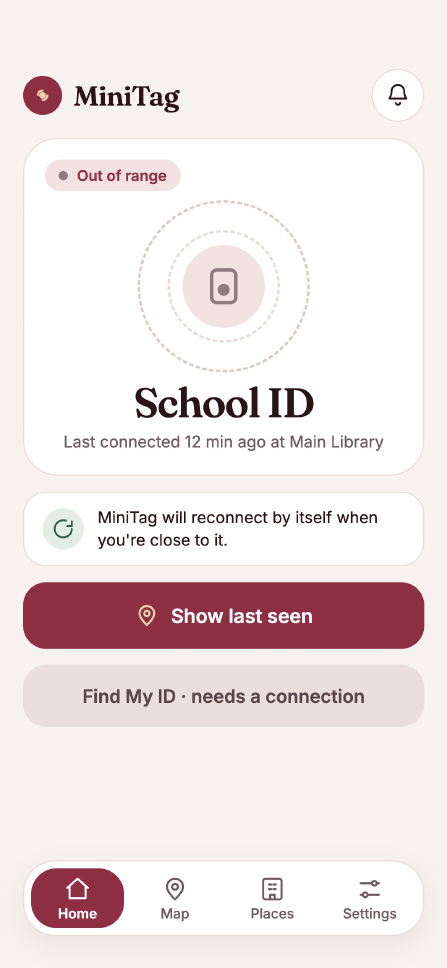 MiniTag
Out of range
School ID
Last connected 12 min ago at Main Library
MiniTag will reconnect by itself when
you're close to it.
Show last seen
Find My ID · needs a connection
Home
Map
Places
Settings